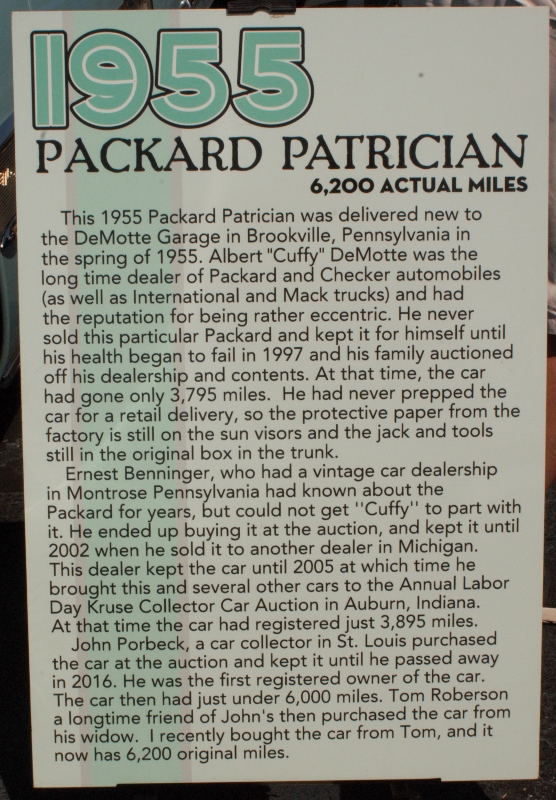 1955
PACKARD PATRICIAN
6,200 ACTUAL MILES
This 1955 Packard Patrician was delivered new to
the DeMotte Garage in Brookville, Pennsylvania in
the spring of 1955. Albert "Cuffy" DeMotte was the
long time dealer of Packard and Checker automobiles
(as well as International and Mack trucks) and had
the reputation for being rather eccentric. He never
sold this particular Packard and kept it for himself until
his health began to fail in 1997 and his family auctioned
off his dealership and contents. At that time, the car
had gone only 3,795 miles.  He had never prepped the
car for a retail delivery, so the protective paper from the
factory is still on the sun visors and the jack and tools
still in the original box in the trunk.
Ernest Benninger, who had a vintage car dealership
in Montrose Pennsylvania had known about the
Packard for years, but could not get ''Cuffy'' to part with
it. He ended up buying it at the auction, and kept it until
2002 when he sold it to another dealer in Michigan.
This dealer kept the car until 2005 at which time he
brought this and several other cars to the Annual Labor
Day Kruse Collector Car Auction in Auburn, Indiana.
At that time the car had registered just 3,895 miles.
John Porbeck, a car collector in St. Louis purchased
the car at the auction and kept it until he passed away
in 2016. He was the first registered owner of the car.
The car then had just under 6,000 miles. Tom Roberson
a longtime friend of John's then purchased the car from
his widow.  I recently bought the car from Tom, and it
now has 6,200 original miles.